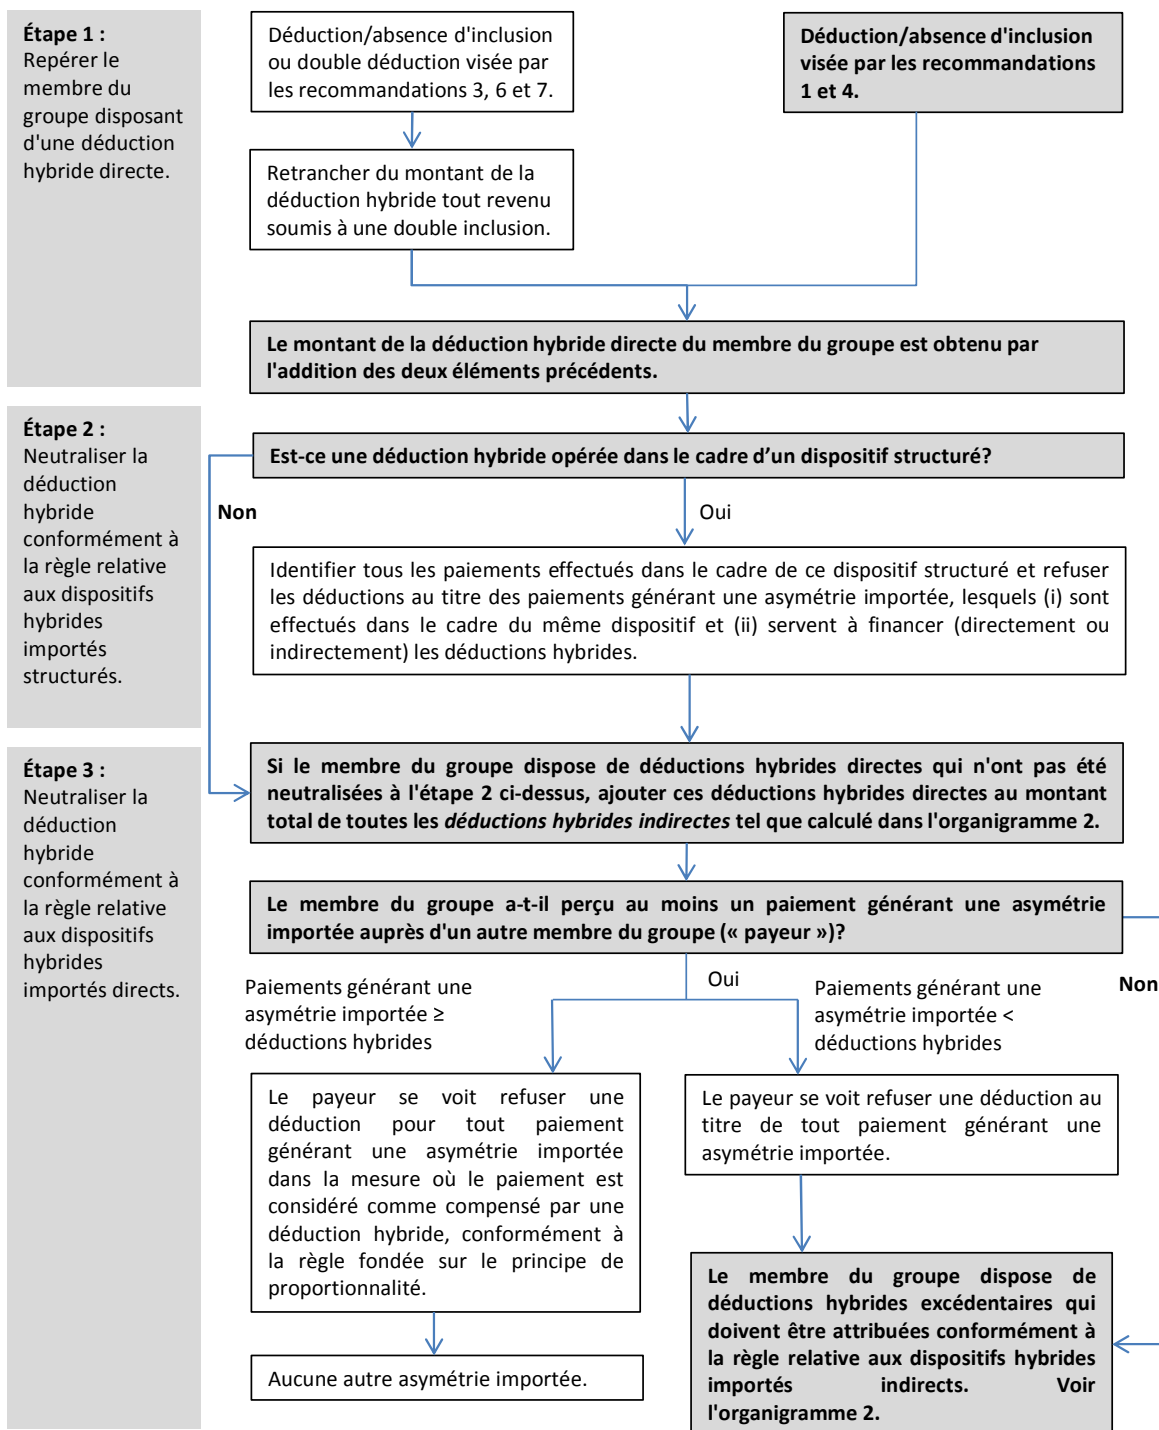 Étape 1 :
Repérer le
membre du
groupe disposant
d'une déduction
hybride directe.
Déduction/absence d'inclusion
ou double déduction visée par
les recommandations 3, 6 et 7.
Déduction/absence d'inclusion
visée par les recommandations
1 et 4.
Retrancher du montant de la
déduction hybride tout revenu
soumis à une double inclusion.
Le montant de la déduction hybride directe du membre du groupe est obtenu par
l'addition des deux éléments précédents.
Étape 2 :
Neutraliser la
déduction
hybride
conformément à
la règle relative
aux dispositifs
hybrides
importés
structurés.
Est-ce une déduction hybride opérée dans le cadre d'un dispositif structuré?
Non
Oui
Identifier tous les paiements effectués dans le cadre de ce dispositif structuré et refuser
les déductions au titre des paiements générant une asymétrie importée, lesquels (i) sont
effectués dans le cadre du même dispositif et (ii) servent à financer (directement ou
indirectement) les déductions hybrides.
Étape 3 :
Neutraliser la
déduction
hybride
conformément à
la règle relative
aux dispositifs
hybrides
importés directs.
Si le membre du groupe dispose de déductions hybrides directes qui n'ont pas été
neutralisées à l'étape 2 ci-dessus, ajouter ces déductions hybrides directes au montant
total de toutes les déductions hybrides indirectes tel que calculé dans l'organigramme 2.
Le membre du groupe a-t-il perçu au moins un paiement générant une asymétrie
importée auprès d'un autre membre du groupe (« payeur »)?
Paiements générant une
asymétrie importée ≥
déductions hybrides
Oui
Paiements générant une
asymétrie importée <
déductions hybrides
Non
Le payeur se voit refuser une
déduction pour tout paiement
générant une asymétrie importée
dans la mesure où le paiement est
considéré comme compensé par une
déduction hybride, conformément à
la règle fondée sur le principe de
proportionnalité.
Le payeur se voit refuser une déduction au
titre de tout paiement générant une
asymétrie importée.
Aucune autre asymétrie importée.
Le membre du groupe dispose de
déductions hybrides excédentaires qui
doivent être attribuées conformément à
la règle relative aux dispositifs hybrides
importés indirects. Voir
l'organigramme 2.